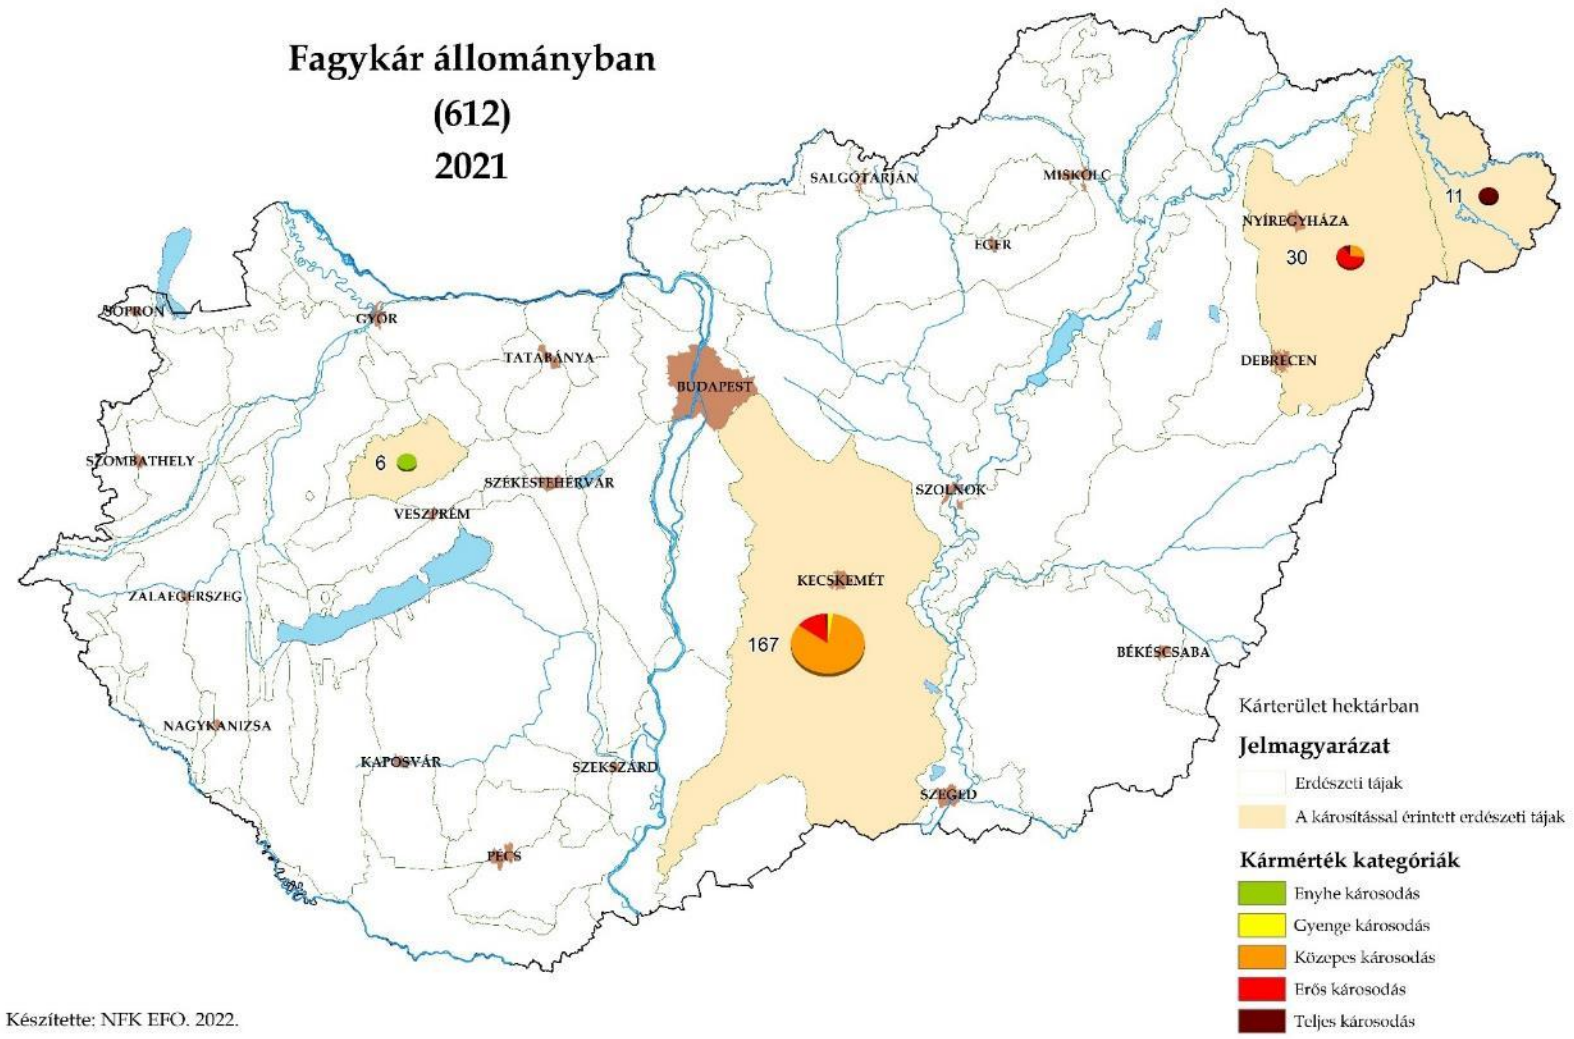 Fagykár állományban
(612)
2021
SALGÓTARJÁN
MISKOLC
11
NYÍREGYHÁZA
EGER
30
SOPRON
GYŐR
TATABÁNYA
DEBRECEN
BUDAPEST
SZOMBATHELY
6
SZÉKESFEHÉRVÁR
SZOLNOK
VESZPRÉM
KECSKEMÉT
ZALAEGERSZEG
167
BÉKÉSCSABA
NAGYKANIZSA
KAPOSVÁR
SZEKSZÁRD
SZEGED
PÉCS
Kárterület hektárban
Jelmagyarázat
Erdészeti tájak
A károsítással érintett erdészeti tájak
Kármérték kategóriák
Enyhe károsodás
Gyenge károsodás
Közepes károsodás
Erős károsodás
Teljes károsodás
Készítette: NFK EFO. 2022.